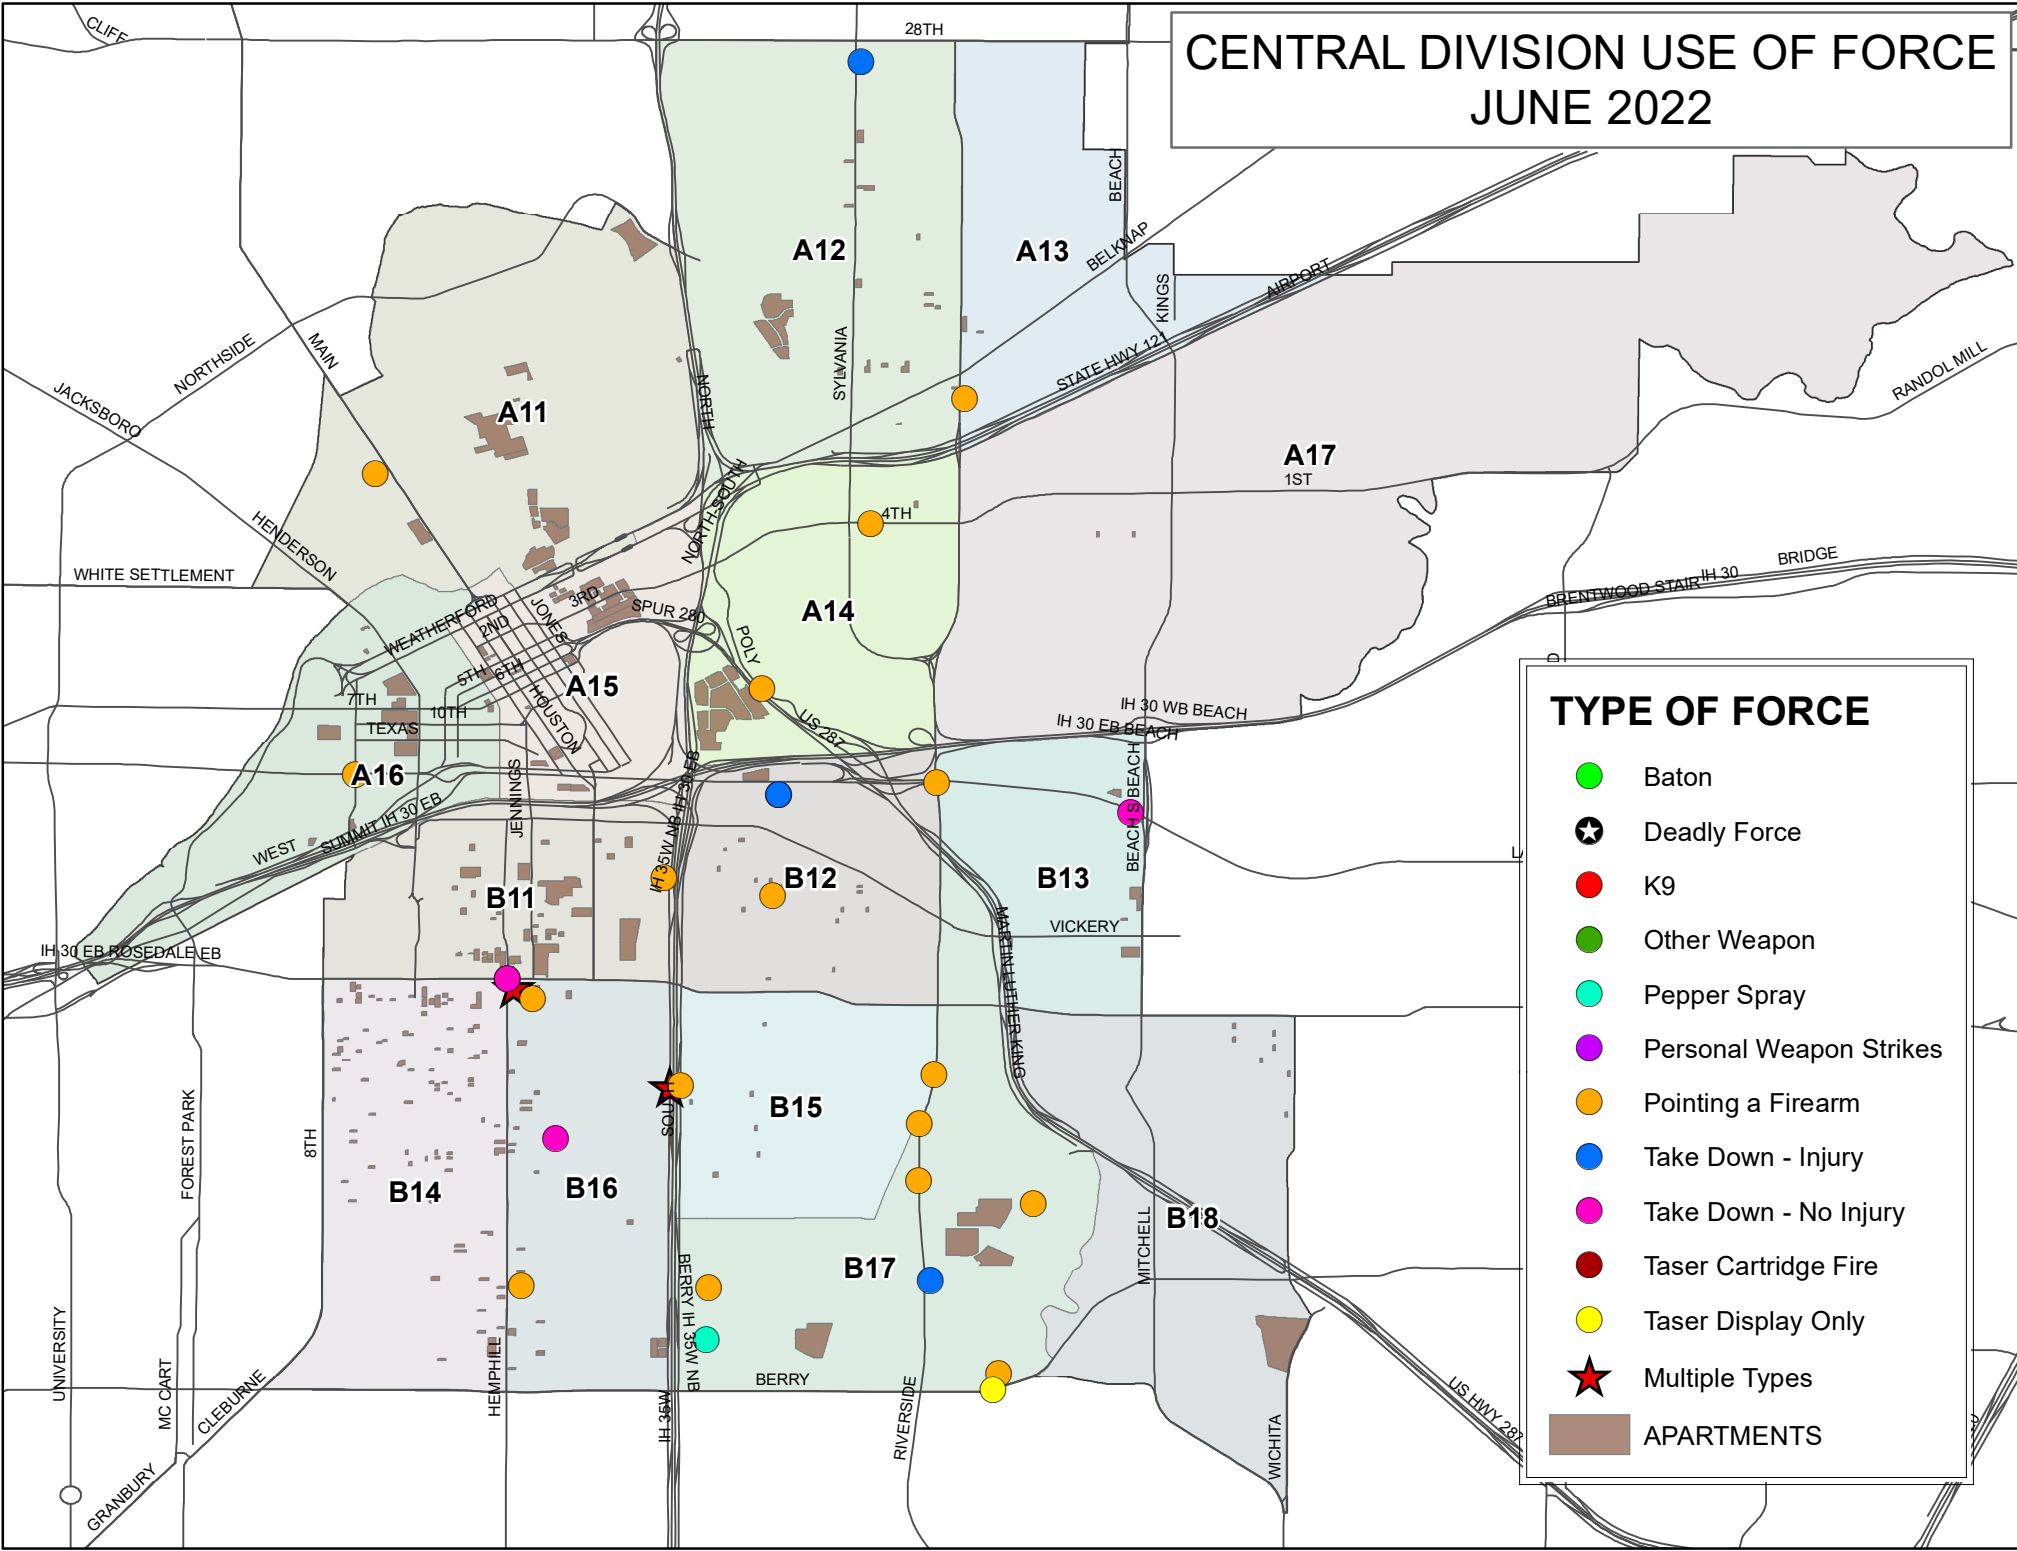 CENTRAL DIVISION USE OF FORCE
JUNE 2022
CLIFF
28TH
BEACH
BELKNAP
A12
A13
AIRPORT
KINGS
STATE HWY 121
NORTHSIDE
MAIN
SYLVANIA
NORTH
JACKSBORO
A11
RANDOL MILL
A17
1ST
NORTH-SOUTH
4TH
HENDERSON
WHITE SETTLEMENT
BRIDGE
IH 30
BRENTWOOD STAIR
WEATHERFORD
JONES
3RD
SPUR 280
2ND
A14
POLY
5TH
6TH
A15
7TH
10TH
HOUSTON
TEXAS
US 287
IH 30 WB BEACH
IH 30 EB BEACH
A16
JENNINGS
IH 35W NB IH 30 EB
BEACH S BEACH
SUMMIT IH 30 EB
WEST
B11
B12
B13
VICKERY
MARTIN LUTHER KING
IH 30 EB ROSEDALE EB
SOUTH
B15
FOREST PARK
8TH
B14
B16
B18
MITCHELL
B17
BERRY IH 35W NB
UNIVERSITY
MC CART
CLEBURNE
HEMPHILL
BERRY
IH 35W
RIVERSIDE
US HWY 287
WICHITA
GRANBURY
TYPE OF FORCE
Baton
Deadly Force
K9
Other Weapon
Pepper Spray
Personal Weapon Strikes
Pointing a Firearm
Take Down - Injury
Take Down - No Injury
Taser Cartridge Fire
Taser Display Only
Multiple Types
APARTMENTS